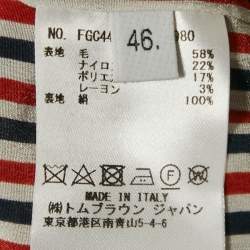 NO. FGC44 980
46.
表地 毛 58%
ナイロ 22%
ポリエ 17%
レーヨン 3%
裏地 絹 100%
MADE IN ITALY
㈱トムブラウン ジャパン
東京都港区南青山5-4-6